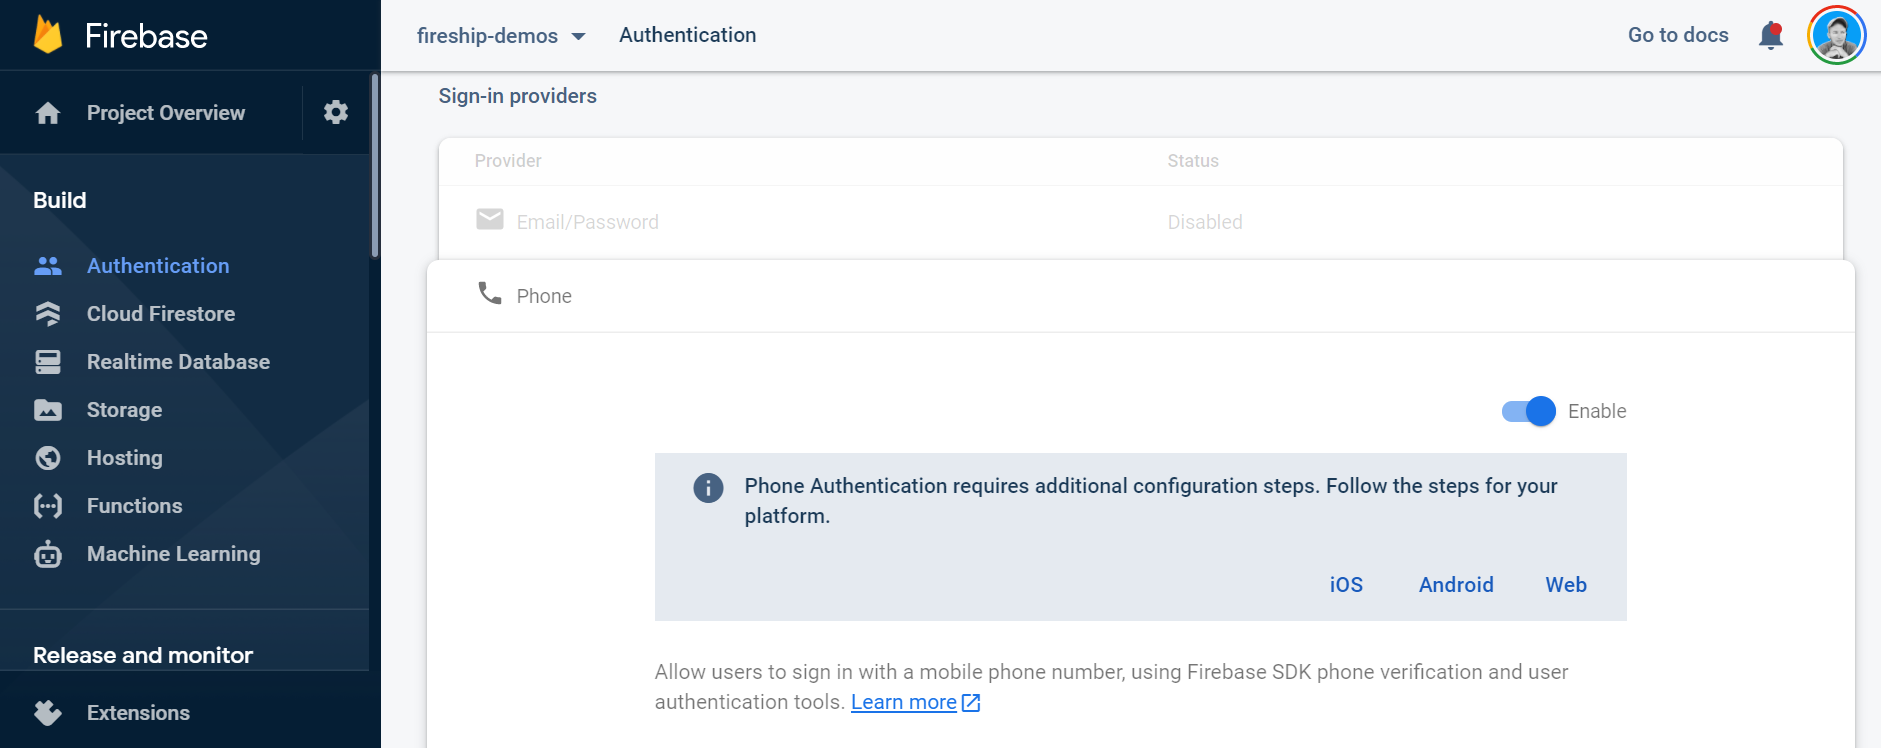 Firebase
fireship-demos
Authentication
Go to docs
Project Overview
Build
Authentication
Cloud Firestore
Realtime Database
Storage
Hosting
Functions
Machine Learning
Release and monitor
Extensions
Sign-in providers
Provider Status
Email/Password Disabled
Phone
Enable
Phone Authentication requires additional configuration steps. Follow the steps for your
platform.
iOS Android Web
Allow users to sign in with a mobile phone number, using Firebase SDK phone verification and user
authentication tools. Learn more